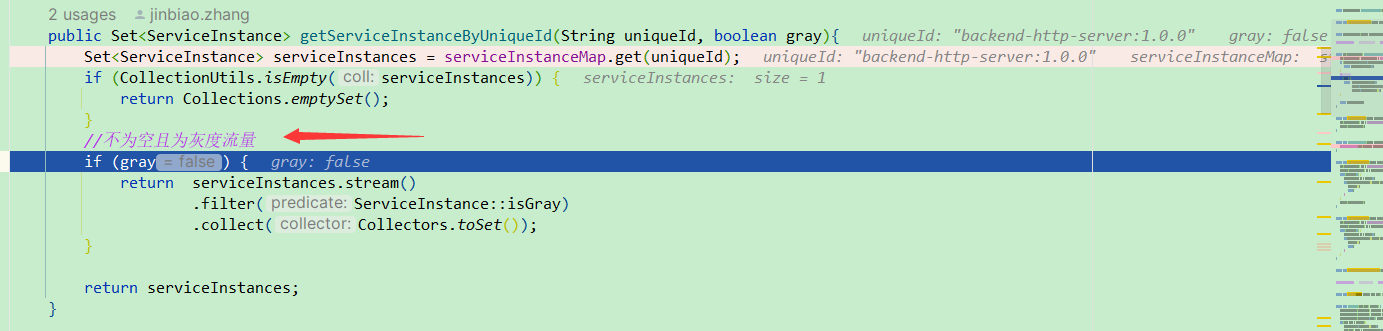 2 usages jinbiao.zhang
public Set<ServiceInstance> getServiceInstanceByUniqueId(String uniqueId, boolean gray){ uniqueId: "backend-http-server:1.0.0" gray: false
Set<ServiceInstance> serviceInstances = serviceInstanceMap.get(uniqueId); uniqueId: "backend-http-server:1.0.0" serviceInstanceMap: s
if (CollectionUtils.isEmpty( coll: serviceInstances)) { serviceInstances: size = 1
return Collections.emptySet();
}
//不为空且为灰度流量
if (gray = false ) { gray: false
return serviceInstances.stream()
.filter( predicate: ServiceInstance::isGray)
.collect( collector: Collectors.toSet());
}
return serviceInstances;
}